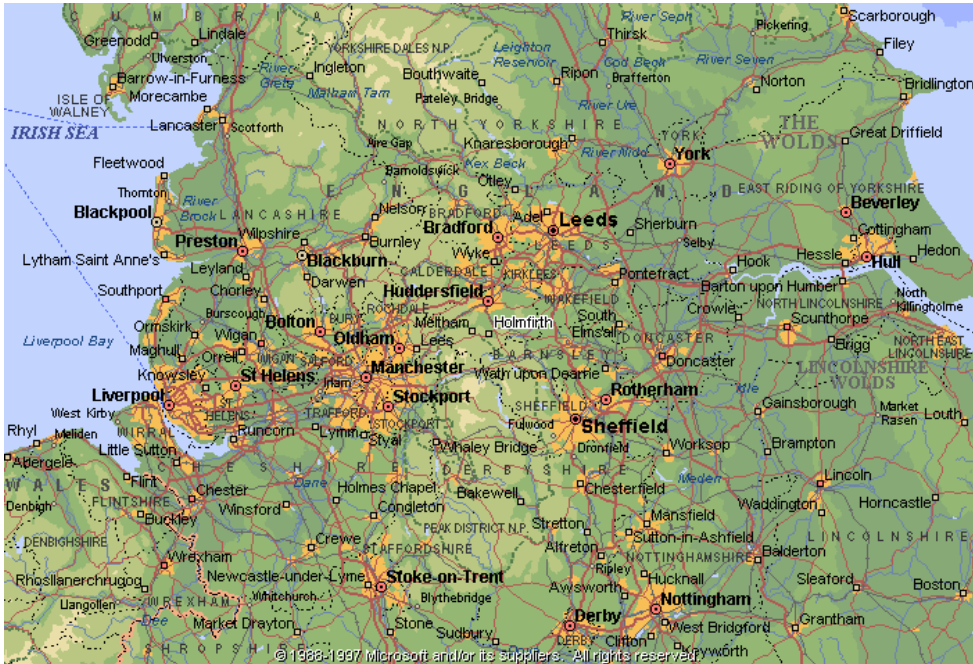 CUMBRIA
River Seph
Pickering
Scarborough
Greenodd
Lindale
Thirsk
Filey
Ulverston
YORKSHIRE DALES N.P.
Leighton
Reservoir
God Beck
River Seven
Barrow-in-Furness
River
Greta
Ingleton
Bouthwaite
Ripon
Brafferton
Norton
Bridlington
ISLE OF
WALNEY
Morecambe
Malham Tarn
Pateley Bridge
River Ure
Lancaster
Scotforth
NORTH YORKSHIRE
YORK
THE
WOLDS
Great Driffield
IRISH SEA
Aire Gap
Kharesborough
River Nidd
York
Fleetwood
Barnoldswick
Kex Beck
Thornton
Otley
ENGLAND
EAST RIDING OF YORKSHIRE
River
Brock
LANCASHIRE
Nelson
BRADFORD
Adel
Leeds
Sherburn
Beverley
Blackpool
Preston
Wilpshire
Burnley
Bradford
LEEDS
Selby
Cottingham
Lytham Saint Anne's
Blackburn
Wyke
Hook
Hessle
Hull
Hedon
Leyland
Darwen
CALDERDALE
KIRKLEES
Pontefract
Barton upon Humber
Southport
Chorley
Huddersfield
WAKEFIELD
NORTH LINCOLNSHIRE
North
Killingholme
Burscough
ROCHDALE
Ormskirk
Bolton
BURY
Meltham
Holmfirth
South
Elmsall
Crowle
Scunthorpe
Liverpool Bay
Wigan
Oldham
Lees
DONCASTER
Brigg
NORTH EAST
LINCOLNSHIRE
Maghull
Orrell
WIGAN
SALFORD
BARNSLEY
Doncaster
LINCOLNSHIRE
WOLDS
Knowsley
St Helens
Irlam
Manchester
Wath upon Dearne
Idle
Liverpool
ST.
HELENS
Stockport
Rotherham
West Kirby
TRAFFORD
SHEFFIELD
Gainsborough
Market
Rasen
Louth
Rhyl
Meliden
WIRRAL
Runcorn
Lymm
STOCKPORT
Styal
Fulwood
Sheffield
Abergele
Little Sutton
Whaley Bridge
Dronfield
Worksop
Brampton
WALES
Flint
CHESHIRE
DERBYSHIRE
FLINTSHIRE
Chester
Dane
Holmes Chapel
Bakewell
Chesterfield
Meden
Lincoln
Denbigh
Buckley
Winsford
Congleton
Waddington
Horncastle
DENBIGHSHIRE
PEAK DISTRICT N.P.
Stretton
Mansfield
Crewe
STAFFORDSHIRE
Sutton-in-Ashfield
LINCOLNSHIRE
Wrexham
Alfreton
NOTTINGHAMSHIRE
Balderton
Rhosllanerchrugog
Newcastle-under-Lyme
Stoke-on-Trent
Ripley
Hucknall
Sleaford
Boston
Llangollen
WREXHAM
Whitchurch
Blythebridge
Awsworth
Nottingham
Dee
Market Drayton
Stone
Derby
West Bridgford
Grantham
SHROPSHIRE
Sudbury
DERBY
Clifton
Keyworth
© 1988-1997 Microsoft and/or its suppliers. All rights reserved.